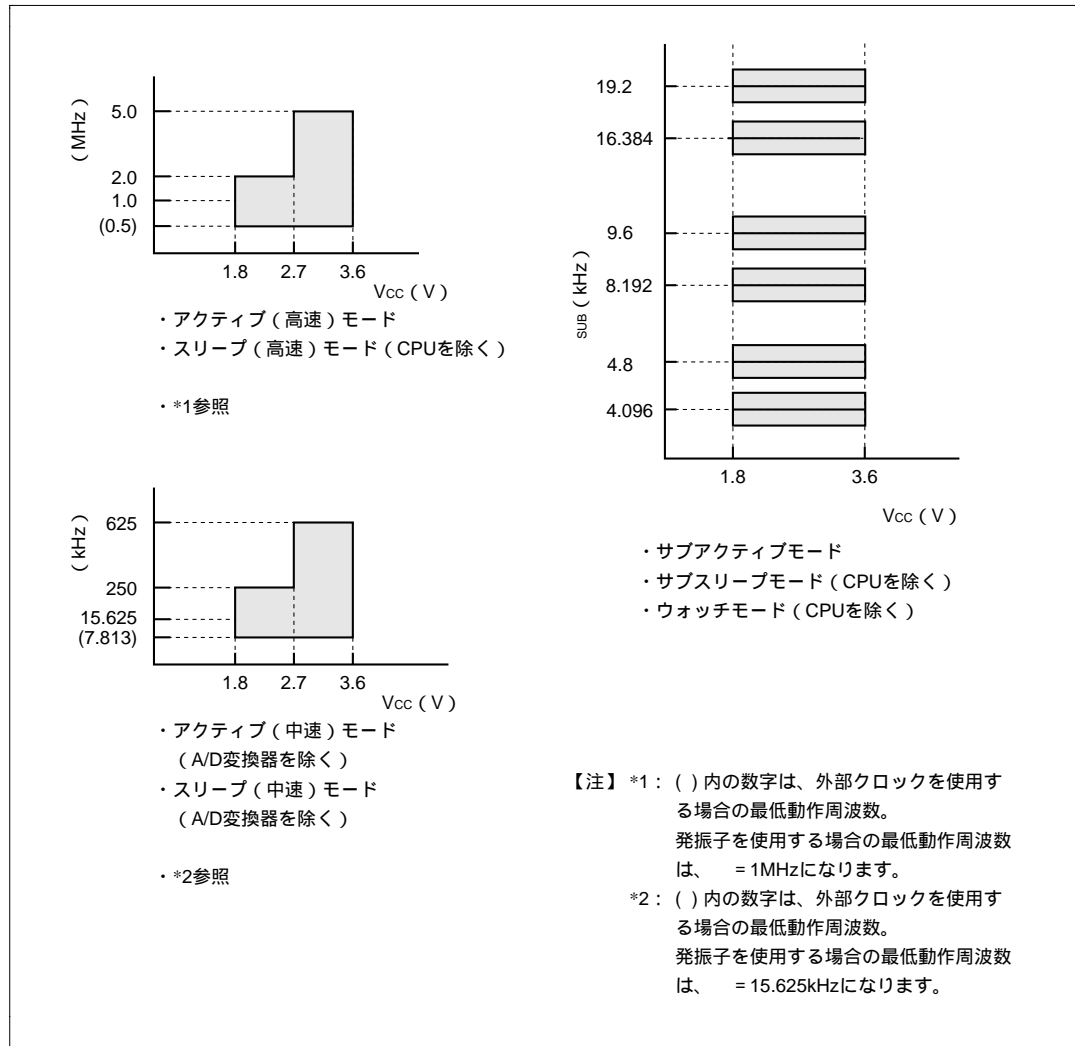 (MHz)
5.0
2.0
1.0
(0.5)
1.8 2.7 3.6
Vcc(V)
・アクティブ(高速)モード
・スリープ(高速)モード(CPUを除く)
・*1参照
(kHz)
625
250
15.625
(7.813)
1.8 2.7 3.6
Vcc(V)
・アクティブ(中速)モード
(A/D変換器を除く)
・スリープ(中速)モード
(A/D変換器を除く)
・*2参照
SUB(kHz)
19.2
16.384
9.6
8.192
4.8
4.096
1.8 3.6
Vcc(V)
・サブアクティブモード
・サブスリープモード(CPUを除く)
・ウォッチモード(CPUを除く)
【注】 *1: ( )内の数字は、外部クロックを使用す
る場合の最低動作周波数。
発振子を使用する場合の最低動作周波数
は、 =1MHzになります。
*2: ( )内の数字は、外部クロックを使用す
る場合の最低動作周波数。
発振子を使用する場合の最低動作周波数
は、 =15.625kHzになります。